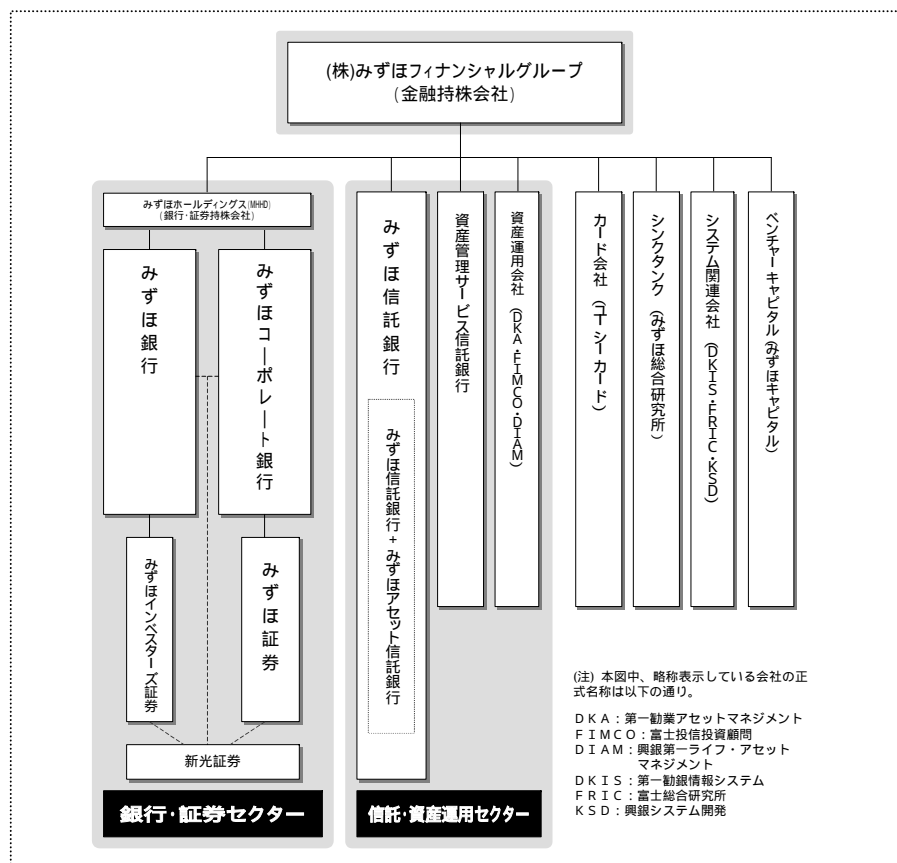 (株)みずほフィナンシャルグループ
(金融持株会社)
みずほホールディングス(MHHD)
(銀行・証券持株会社)
みずほ銀行
みずほコーポレート銀行
みずほインベスターズ証券
みずほ証券
新光証券
銀行・証券セクター
みずほ信託銀行
みずほ信託銀行+みずほアセット信託銀行
資産管理サービス信託銀行
資産運用会社(DKA・FIMCO・DIAM)
信託・資産運用セクター
カード会社(ユーシーカード)
シンクタンク(みずほ総合研究所)
システム関連会社(DKIS・FRIC・KSD)
ベンチャーキャピタル(みずほキャピタル)
(注) 本図中、略称表示している会社の正
式名称は以下の通り。
DKA:第一勧業アセットマネジメント
FIMCO:富士投信投資顧問
DIAM:興銀第一ライフ・アセット
マネジメント
DKIS:第一勧銀情報システム
FRIC:富士総合研究所
KSD:興銀システム開発